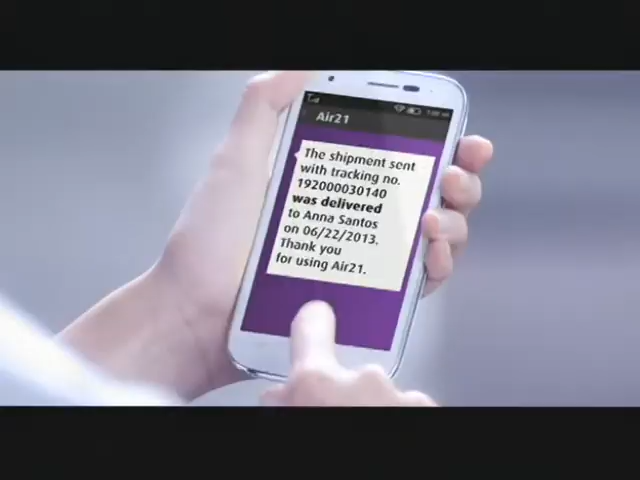 Air21
The shipment sent
with tracking no.
192000030140
was delivered
to Anna Santos
on 06/22/2013.
Thank you
for using Air21.